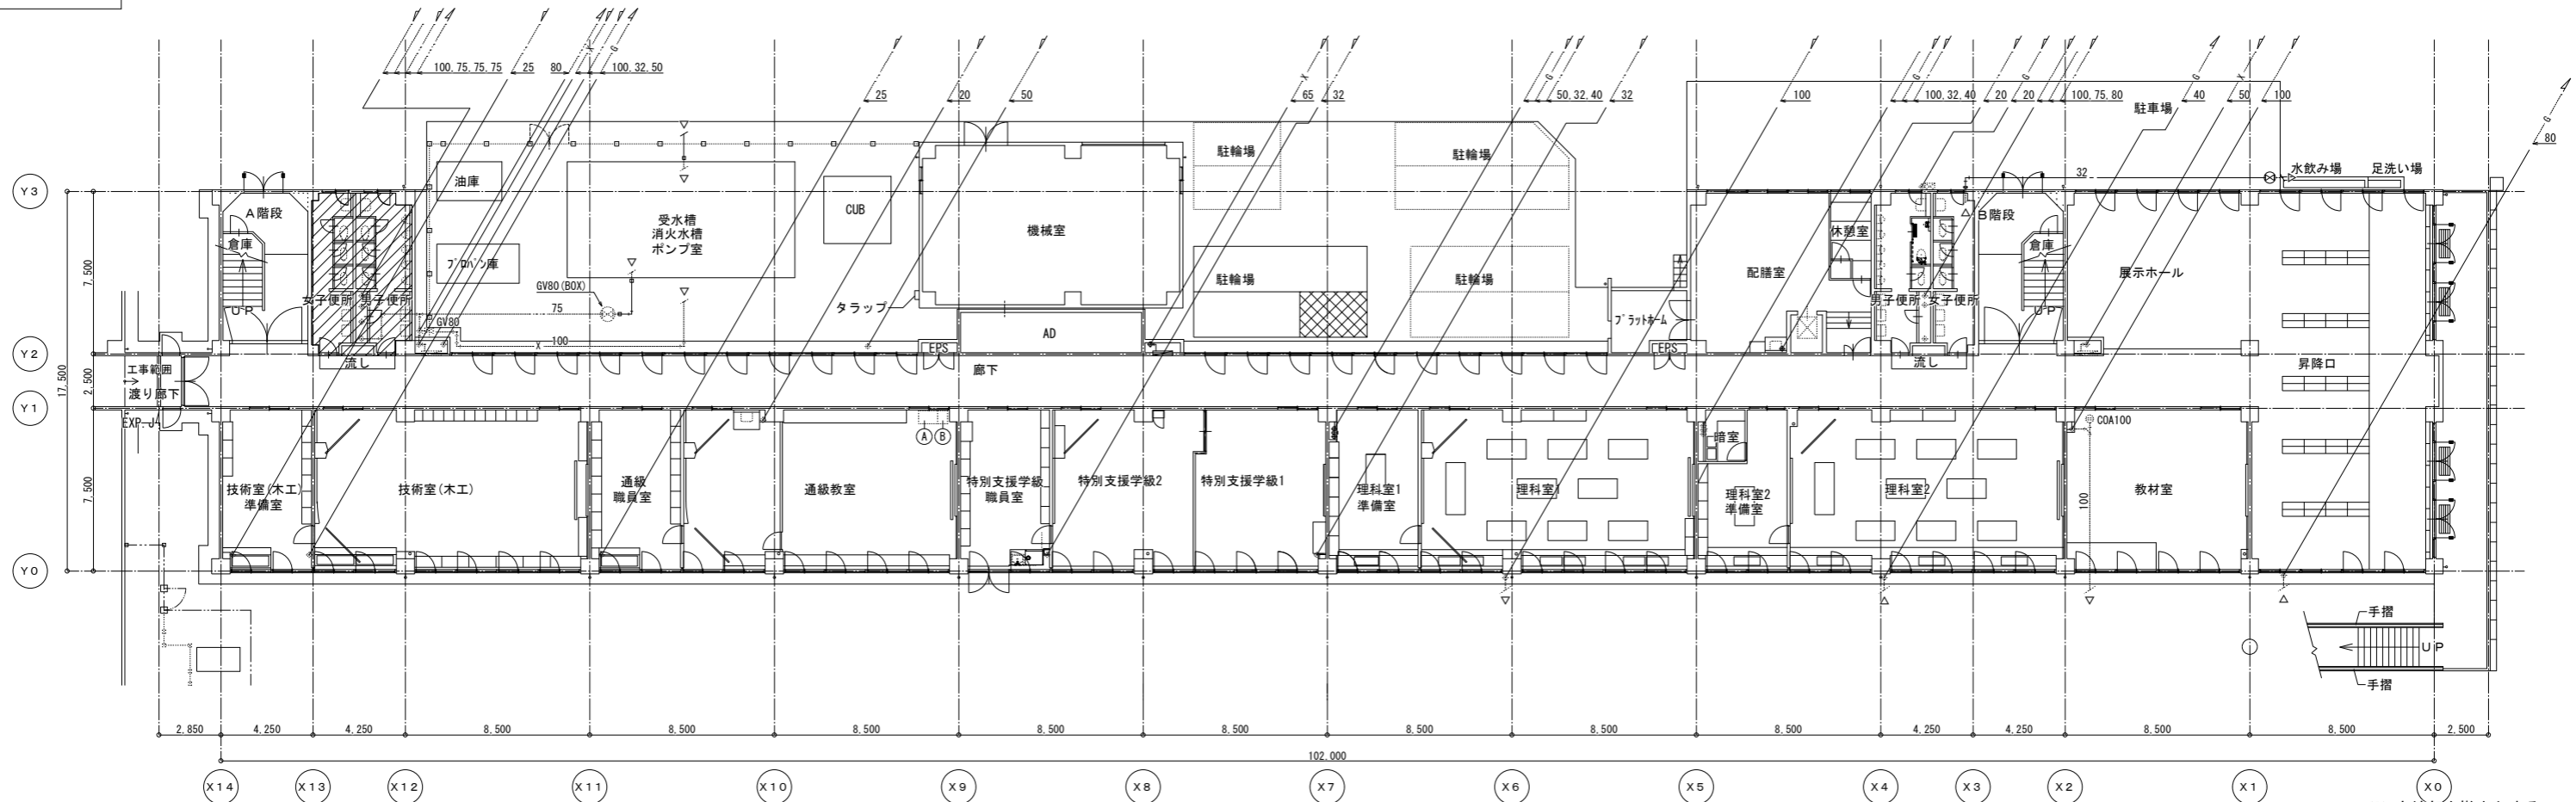 100.75.75.75
25
80
X
G
100.32.50
25
20
50
X
65
32
G
50.32.40
32
100
G
100.32.40
20
G
20
100.75.80
G
40
X
50
100
G
80
駐車場
Y3
油庫
CUB
受水槽
消火水槽
ポンプ室
機械室
駐輪場
駐輪場
水飲み場
足洗い場
32
A階段
倉庫
UP
女子便所
男子便所
プロパン庫
GV80(BOX)
75
GV80
X
100
タラップ
駐輪場
駐輪場
プラットホーム
配膳室
休憩室
男子便所
女子便所
B階段
倉庫
UP
展示ホール
7.500
2.500
7.500
17.500
Y2
流し
EPS
AD
EPS
流し
工事範囲
渡り廊下
廊下
昇降口
Y1
EXP.J
A
B
暗室
COA100
100
技術室(木工)
準備室
技術室(木工)
通級
職員室
通級教室
特別支援学級
職員室
特別支援学級2
特別支援学級1
理科室1
準備室
理科室1
理科室2
準備室
理科室2
教材室
Y0
手摺
UP
手摺
2.850
4.250
4.250
8.500
8.500
8.500
8.500
8.500
8.500
8.500
8.500
4.250
4.250
8.500
8.500
2.500
102.000
X14
X13
X12
X11
X10
X9
X8
X7
X6
X5
X4
X3
X2
X1
X0